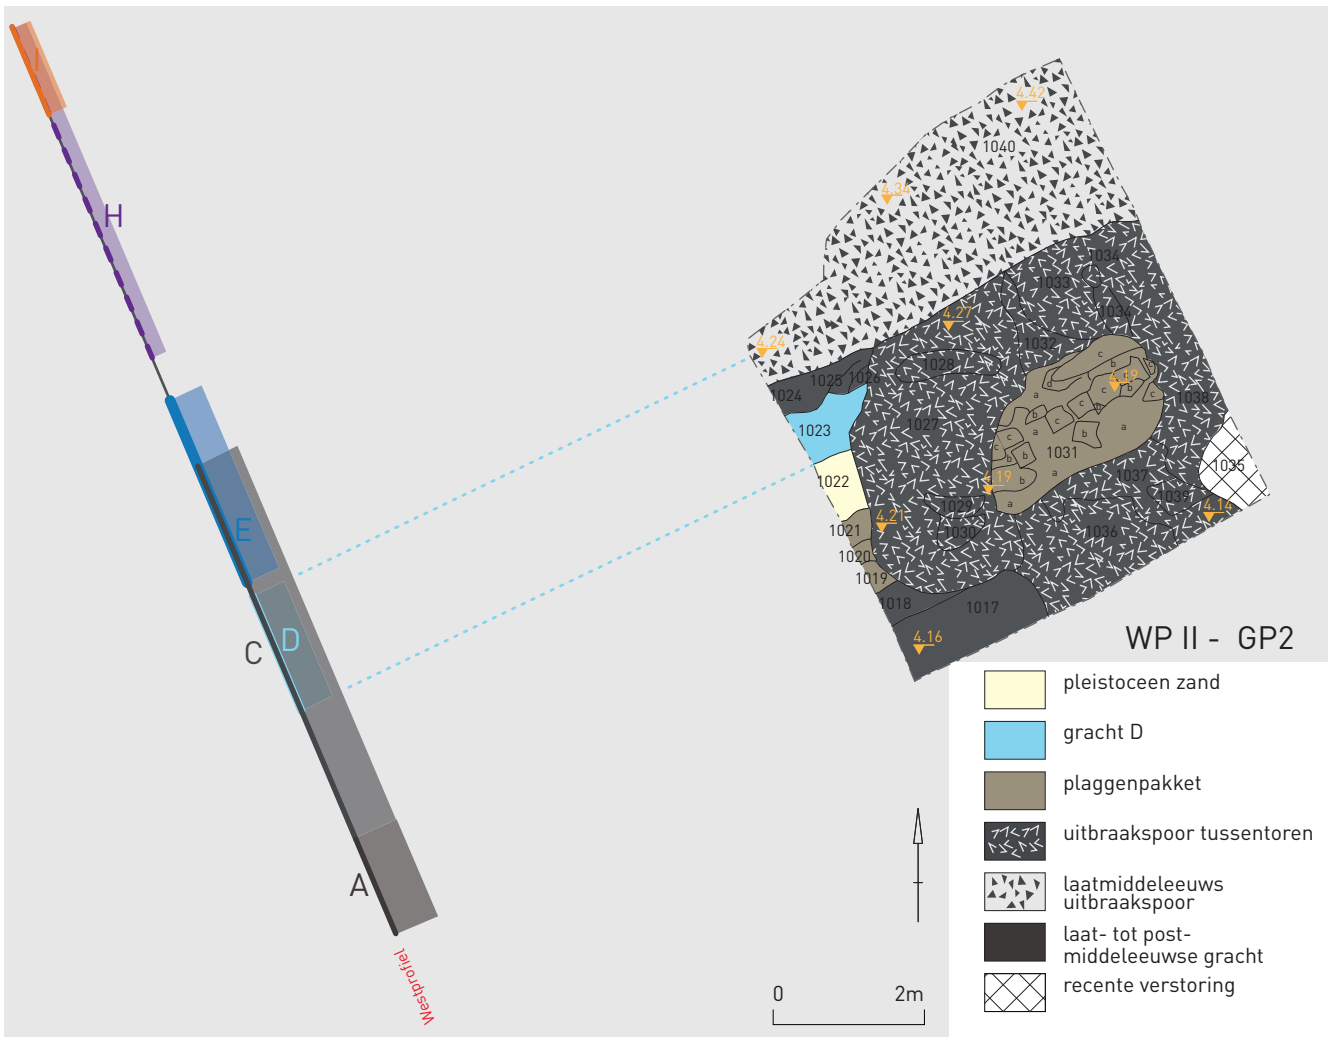 I
H
E
D
C
A
Westprofiel
4.42
1040
4.34
1034
1033
4.27
1034
4.24
1032
1025
1026
1028
1024
c
b
c
c
d
4.19
a
c
b
c
1038
c
b
b
1023
1027
c
a
a
b
c
c
b
b
1031
1035
1022
4.19
b
a
1037
a
1039
1029
4.14
4.21
1021
1030
1036
1020
1019
1018
1017
4.16
WP II - GP2
pleistoceen zand
gracht D
plaggenpakket
uitbraakspoor tussentoren
laatmiddeleeuws
uitbraakspoor
laat- tot post-
middeleeuwse gracht
recente verstoring
0 2m